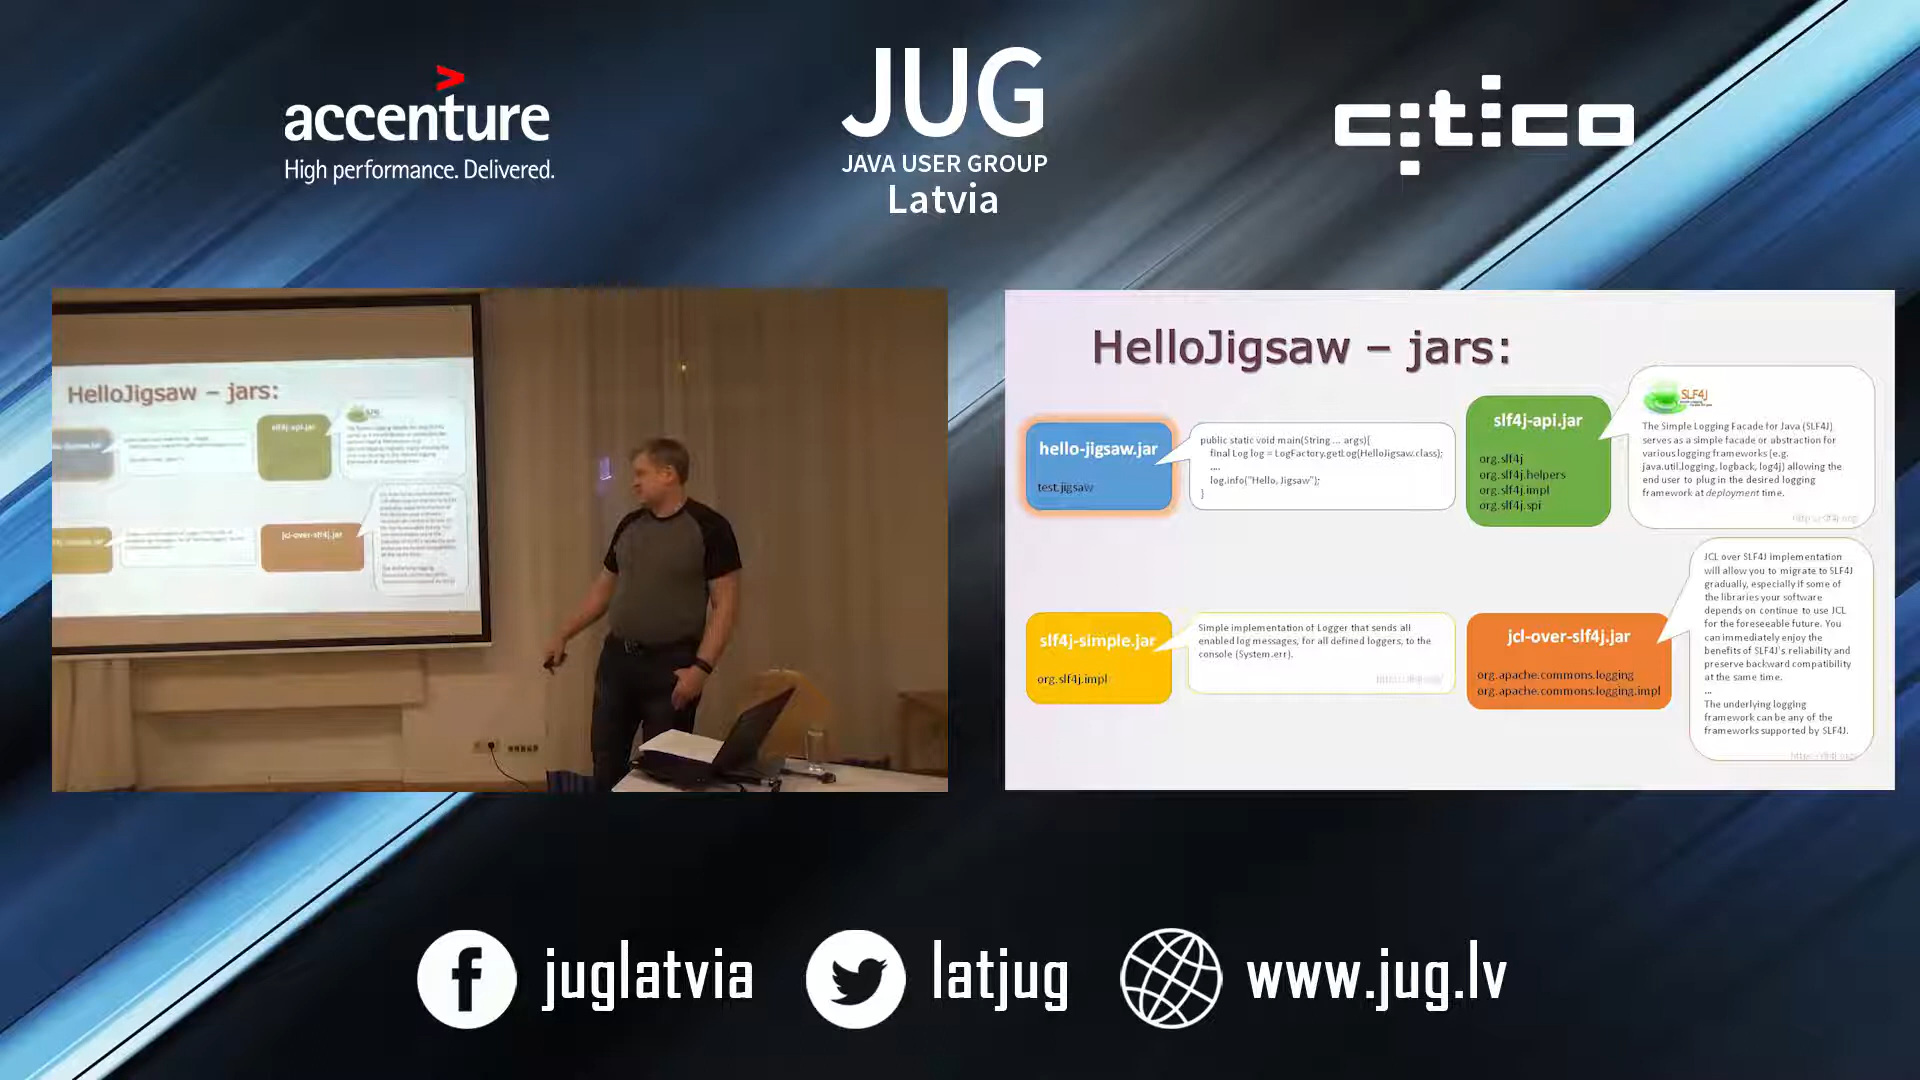 accenture
High performance. Delivered.
JUG
JAVA USER GROUP
Latvia
citico
HelloJigsaw – jars:
jcl-over-slf4j.jar
slf4j-api.jar
HelloJigsaw – jars:
hello-jigsaw.jar
test.jigsaw
public static void main(String ... args){
final Log log = LogFactory.getLog(HelloJigsaw.class);
....
log.info("Hello, Jigsaw");
}
slf4j-api.jar
org.slf4j
org.slf4j.helpers
org.slf4j.impl
org.slf4j.spi
SLF4J
The Simple Logging Facade for Java (SLF4J)
serves as a simple facade or abstraction for
various logging frameworks (e.g.
java.util.logging, logback, log4j) allowing the
end user to plug in the desired logging
framework at deployment time.
slf4j-simple.jar
org.slf4j.impl
Simple implementation of Logger that sends all
enabled log messages, for all defined loggers, to the
console (System.err).
jcl-over-slf4j.jar
org.apache.commons.logging
org.apache.commons.logging.impl
JCL over SLF4J implementation
will allow you to migrate to SLF4J
gradually, especially if some of
the libraries your software
depends on continue to use JCL
for the foreseeable future. You
can immediately enjoy the
benefits of SLF4J's reliability and
preserve backward compatibility
at the same time.
...
The underlying logging
framework can be any of the
frameworks supported by SLF4J.
juglatvia
latjug
www.jug.lv